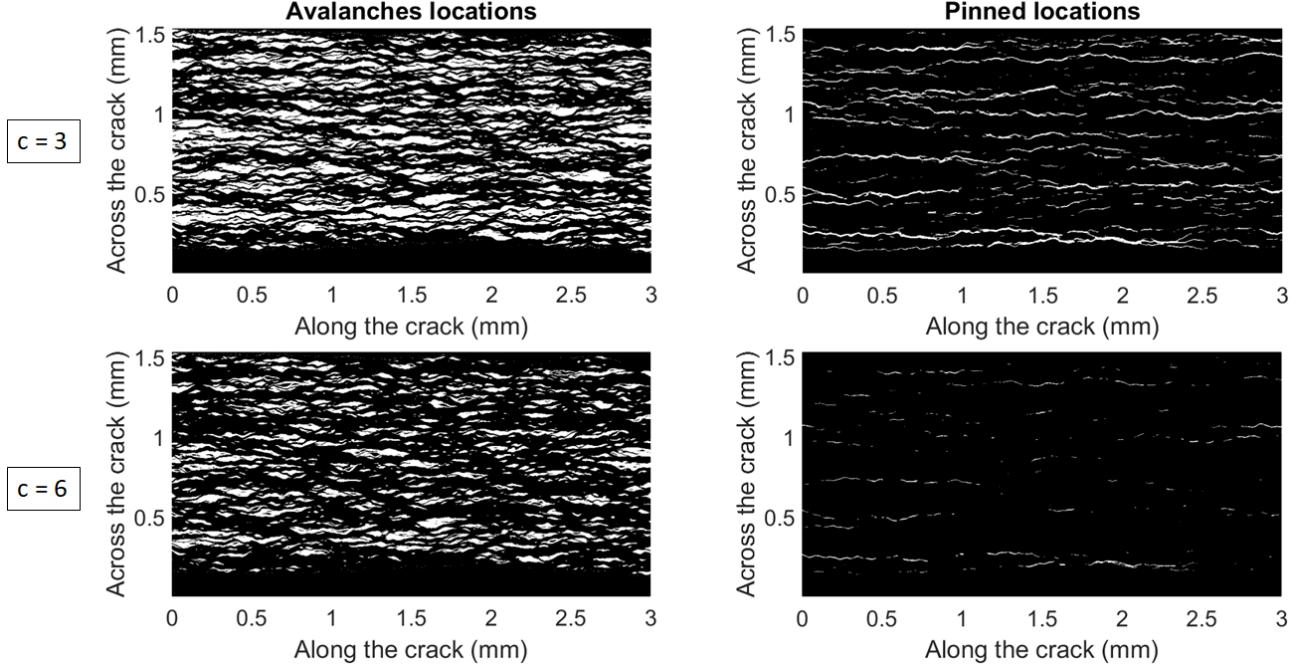 Avalanches locations
Pinned locations
c = 3
Across the crack (mm)
1.5
1
0.5
0 0.5 1 1.5 2 2.5 3
Along the crack (mm)
Across the crack (mm)
1.5
1
0.5
0 0.5 1 1.5 2 2.5 3
Along the crack (mm)
c = 6
Across the crack (mm)
1.5
1
0.5
0 0.5 1 1.5 2 2.5 3
Along the crack (mm)
Across the crack (mm)
1.5
1
0.5
0 0.5 1 1.5 2 2.5 3
Along the crack (mm)